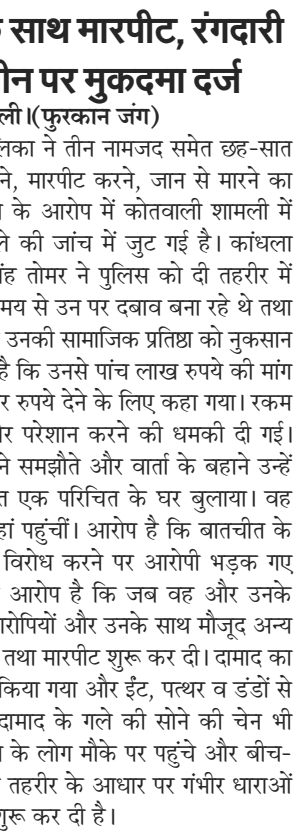 साथ मारपीट, रंगदारी
पर मुकदमा दर्ज
(फुरकान जंग)
ने तीन नामजद समेत छह-सात
मारपीट करने, जान से मारने का
के आरोप में कोतवाली शामली में
की जांच में जुट गई है। कांधला
तोमर ने पुलिस को दी तहरीर में
से उन पर दबाव बना रहे थे तथा
उनकी सामाजिक प्रतिष्ठा को नुकसान
है कि उनसे पांच लाख रुपये की मांग
रुपये देने के लिए कहा गया। रकम
परेशान करने की धमकी दी गई।
ने समझौते और वार्ता के बहाने उन्हें
एक परिचित के घर बुलाया। वह
पहुंचीं। आरोप है कि बातचीत के
विरोध करने पर आरोपी भड़क गए
आरोप है कि जब वह और उनके
और उनके साथ मौजूद अन्य
तथा मारपीट शुरू कर दी। दामाद का
किया गया और ईंट, पत्थर व डंडों से
दामाद के गले की सोने की चेन भी
के लोग मौके पर पहुंचे और बीच-
तहरीर के आधार पर गंभीर धाराओं
शुरू कर दी है।